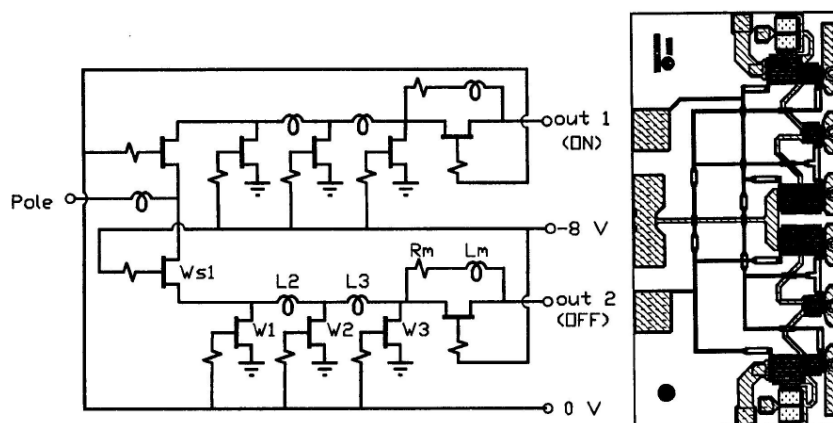 out 1
(ON)
Pole
-8 V
Ws1
Rm Lm
L2 L3
out 2
(OFF)
W1 W2 W3
0 V